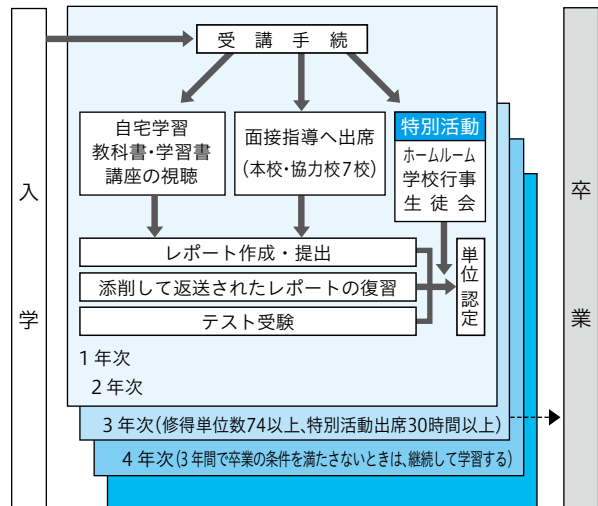 入学
受講手続
自宅学習
教科書・学習書
講座の視聴
面接指導へ出席
(本校・協力校7校)
特別活動
ホームルーム
学校行事
生徒会
レポート作成・提出
添削して返送されたレポートの復習
テスト受験
単位認定
1年次
2年次
3年次(修得単位数74以上、特別活動出席30時間以上)
4年次(3年間で卒業の条件を満たさないときは、継続して学習する)
卒業